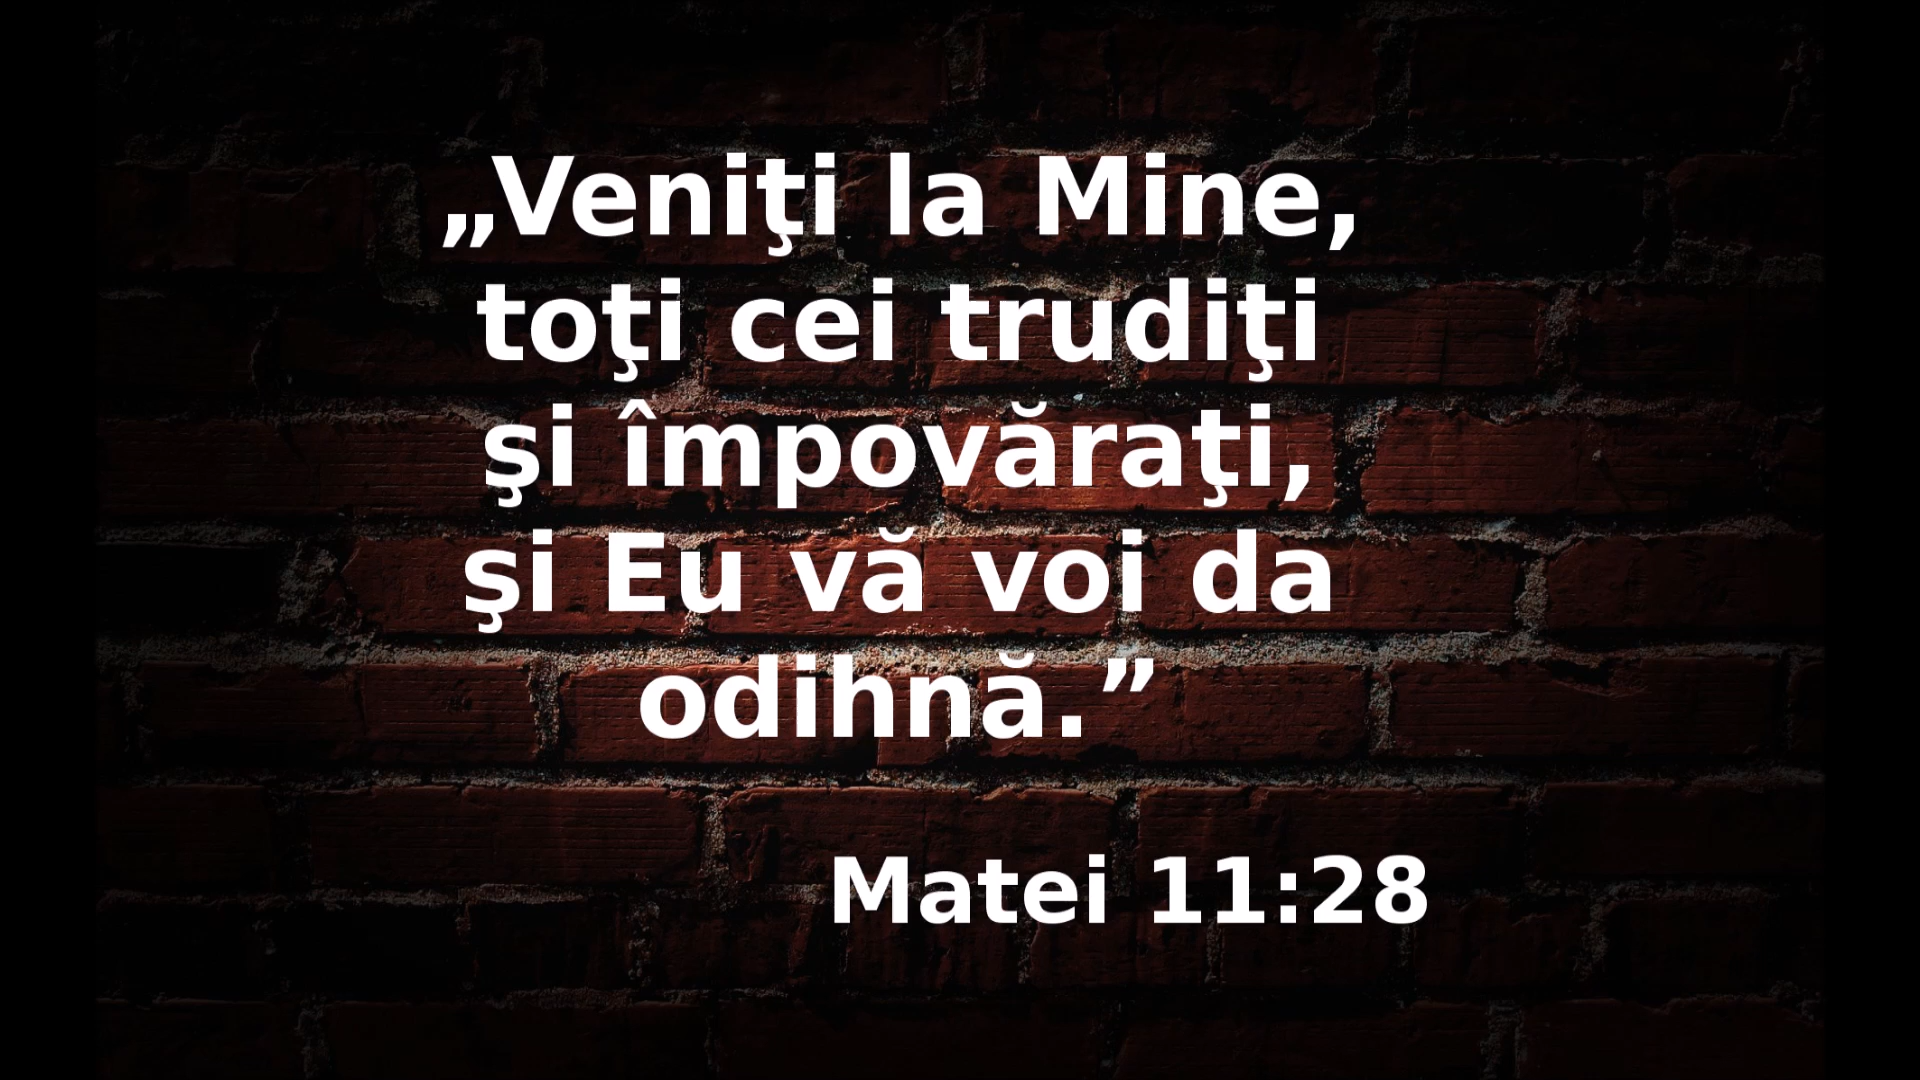 „Veniţi la Mine,
toţi cei trudiţi
şi împovăraţi,
şi Eu vă voi da
odihnă.”
Matei 11:28